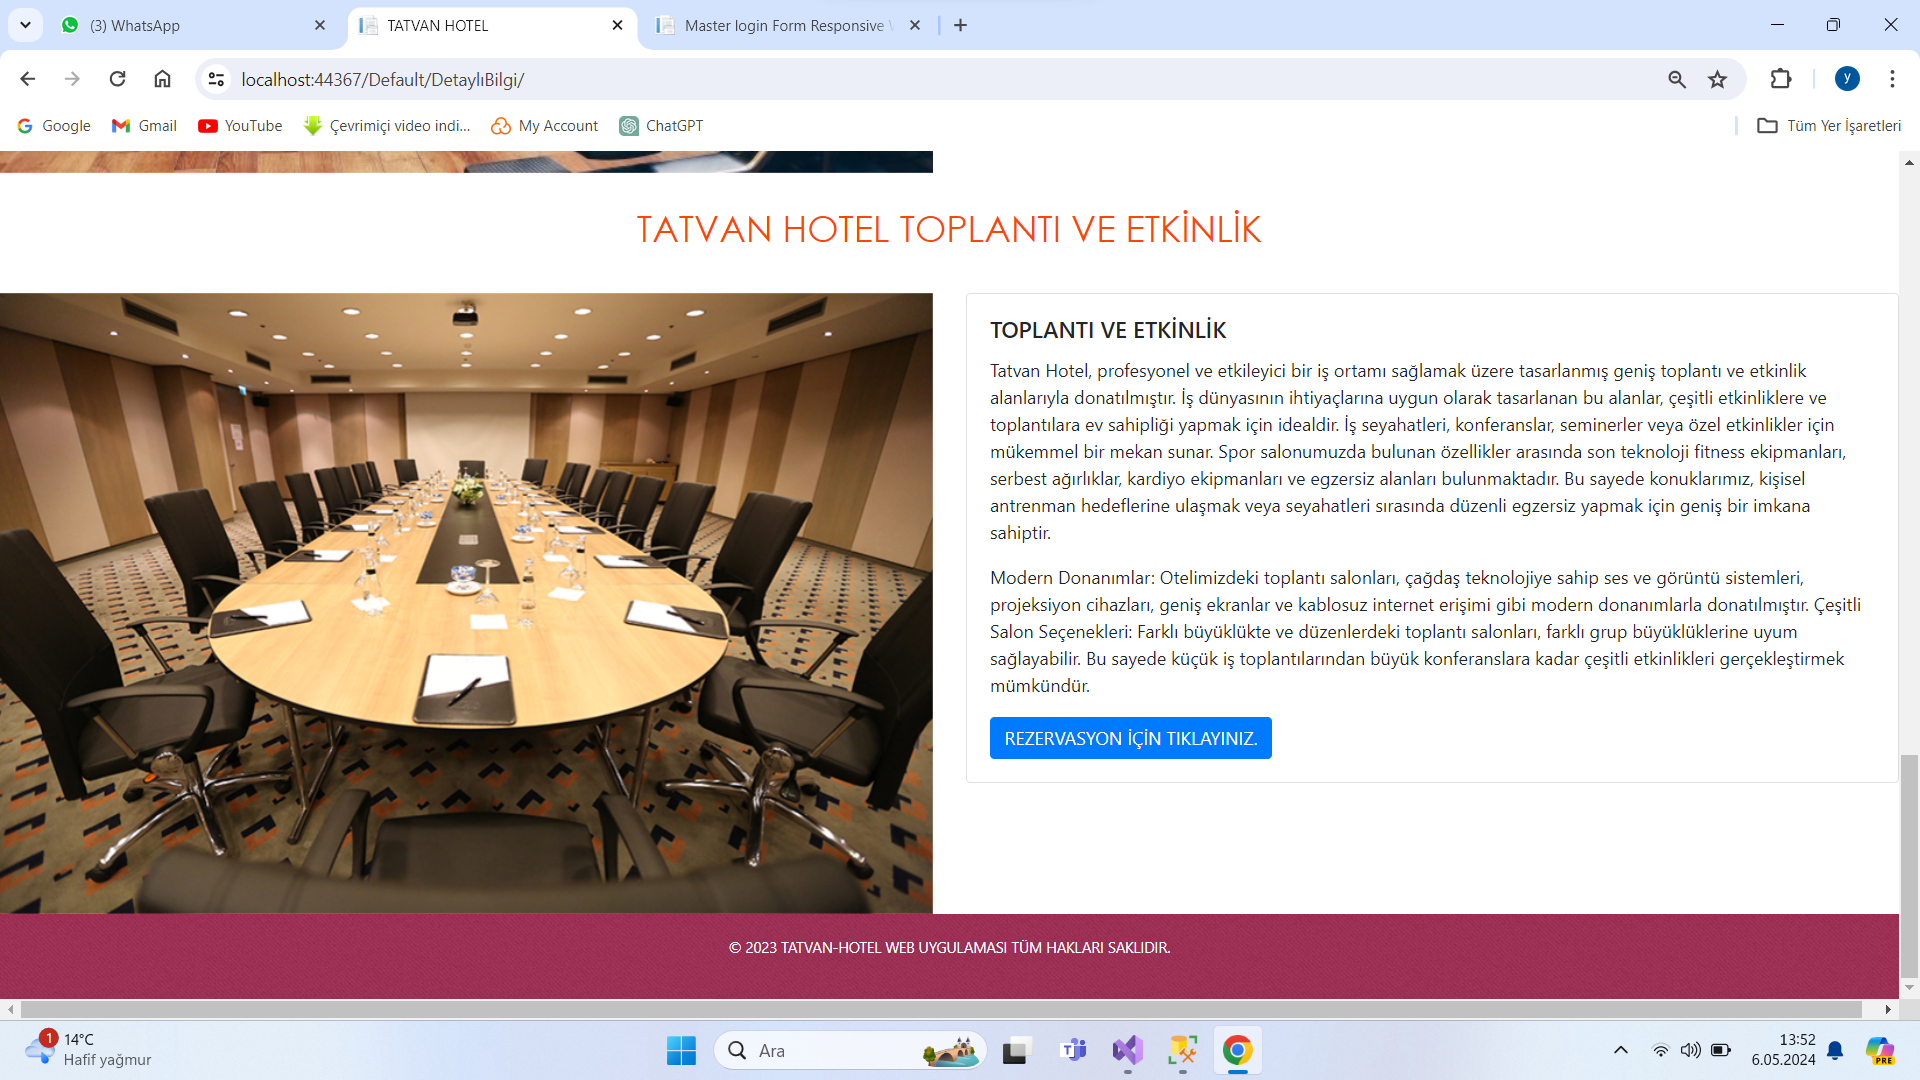 (3) WhatsApp
TATVAN HOTEL
Master login Form Responsive
localhost:44367/Default/DetaylıBilgi/
y
Google
Gmail
YouTube
Çevrimiçi video indi...
My Account
ChatGPT
Tüm Yer İşaretleri
TATVAN HOTEL TOPLANTI VE ETKİNLİK
TOPLANTI VE ETKİNLİK
Tatvan Hotel, profesyonel ve etkileyici bir iş ortamı sağlamak üzere tasarlanmış geniş toplantı ve etkinlik
alanlarıyla donatılmıştır. İş dünyasının ihtiyaçlarına uygun olarak tasarlanan bu alanlar, çeşitli etkinliklere ve
toplantılara ev sahipliği yapmak için idealdir. İş seyahatleri, konferanslar, seminerler veya özel etkinlikler için
mükemmel bir mekan sunar. Spor salonumuzda bulunan özellikler arasında son teknoloji fitness ekipmanları,
serbest ağırlıklar, kardiyo ekipmanları ve egzersiz alanları bulunmaktadır. Bu sayede konuklarımız, kişisel
antrenman hedeflerine ulaşmak veya seyahatleri sırasında düzenli egzersiz yapmak için geniş bir imkana
sahiptir.
Modern Donanımlar: Otelimizdeki toplantı salonları, çağdaş teknolojiye sahip ses ve görüntü sistemleri,
projeksiyon cihazları, geniş ekranlar ve kablosuz internet erişimi gibi modern donanımlarla donatılmıştır. Çeşitli
Salon Seçenekleri: Farklı büyüklükte ve düzenlerdeki toplantı salonları, farklı grup büyüklüklerine uyum
sağlayabilir. Bu sayede küçük iş toplantılarından büyük konferanslara kadar çeşitli etkinlikleri gerçekleştirmek
mümkündür.
REZERVASYON İÇİN TIKLAYINIZ.
© 2023 TATVAN-HOTEL WEB UYGULAMASI TÜM HAKLARI SAKLIDIR.
1
14°C
Hafif yağmur
Ara
13:52
6.05.2024
PRE